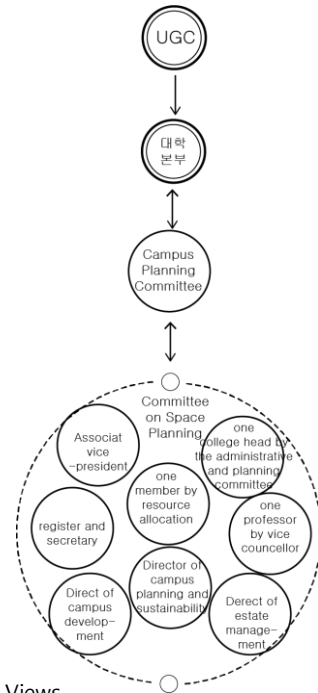 UGC
대학
본부
Campus
Planning
Committee
Committee
on Space
Planning
Associat
vice
-president
one
college head by
the administrative
and planning
committee
one
member by
resource
allocation
register and
secretary
one
professor
by vice
councellor
Direct of
campus
develop-
ment
Director of
campus
planning and
sustainability
Derect of
estate
manage-
ment
Views